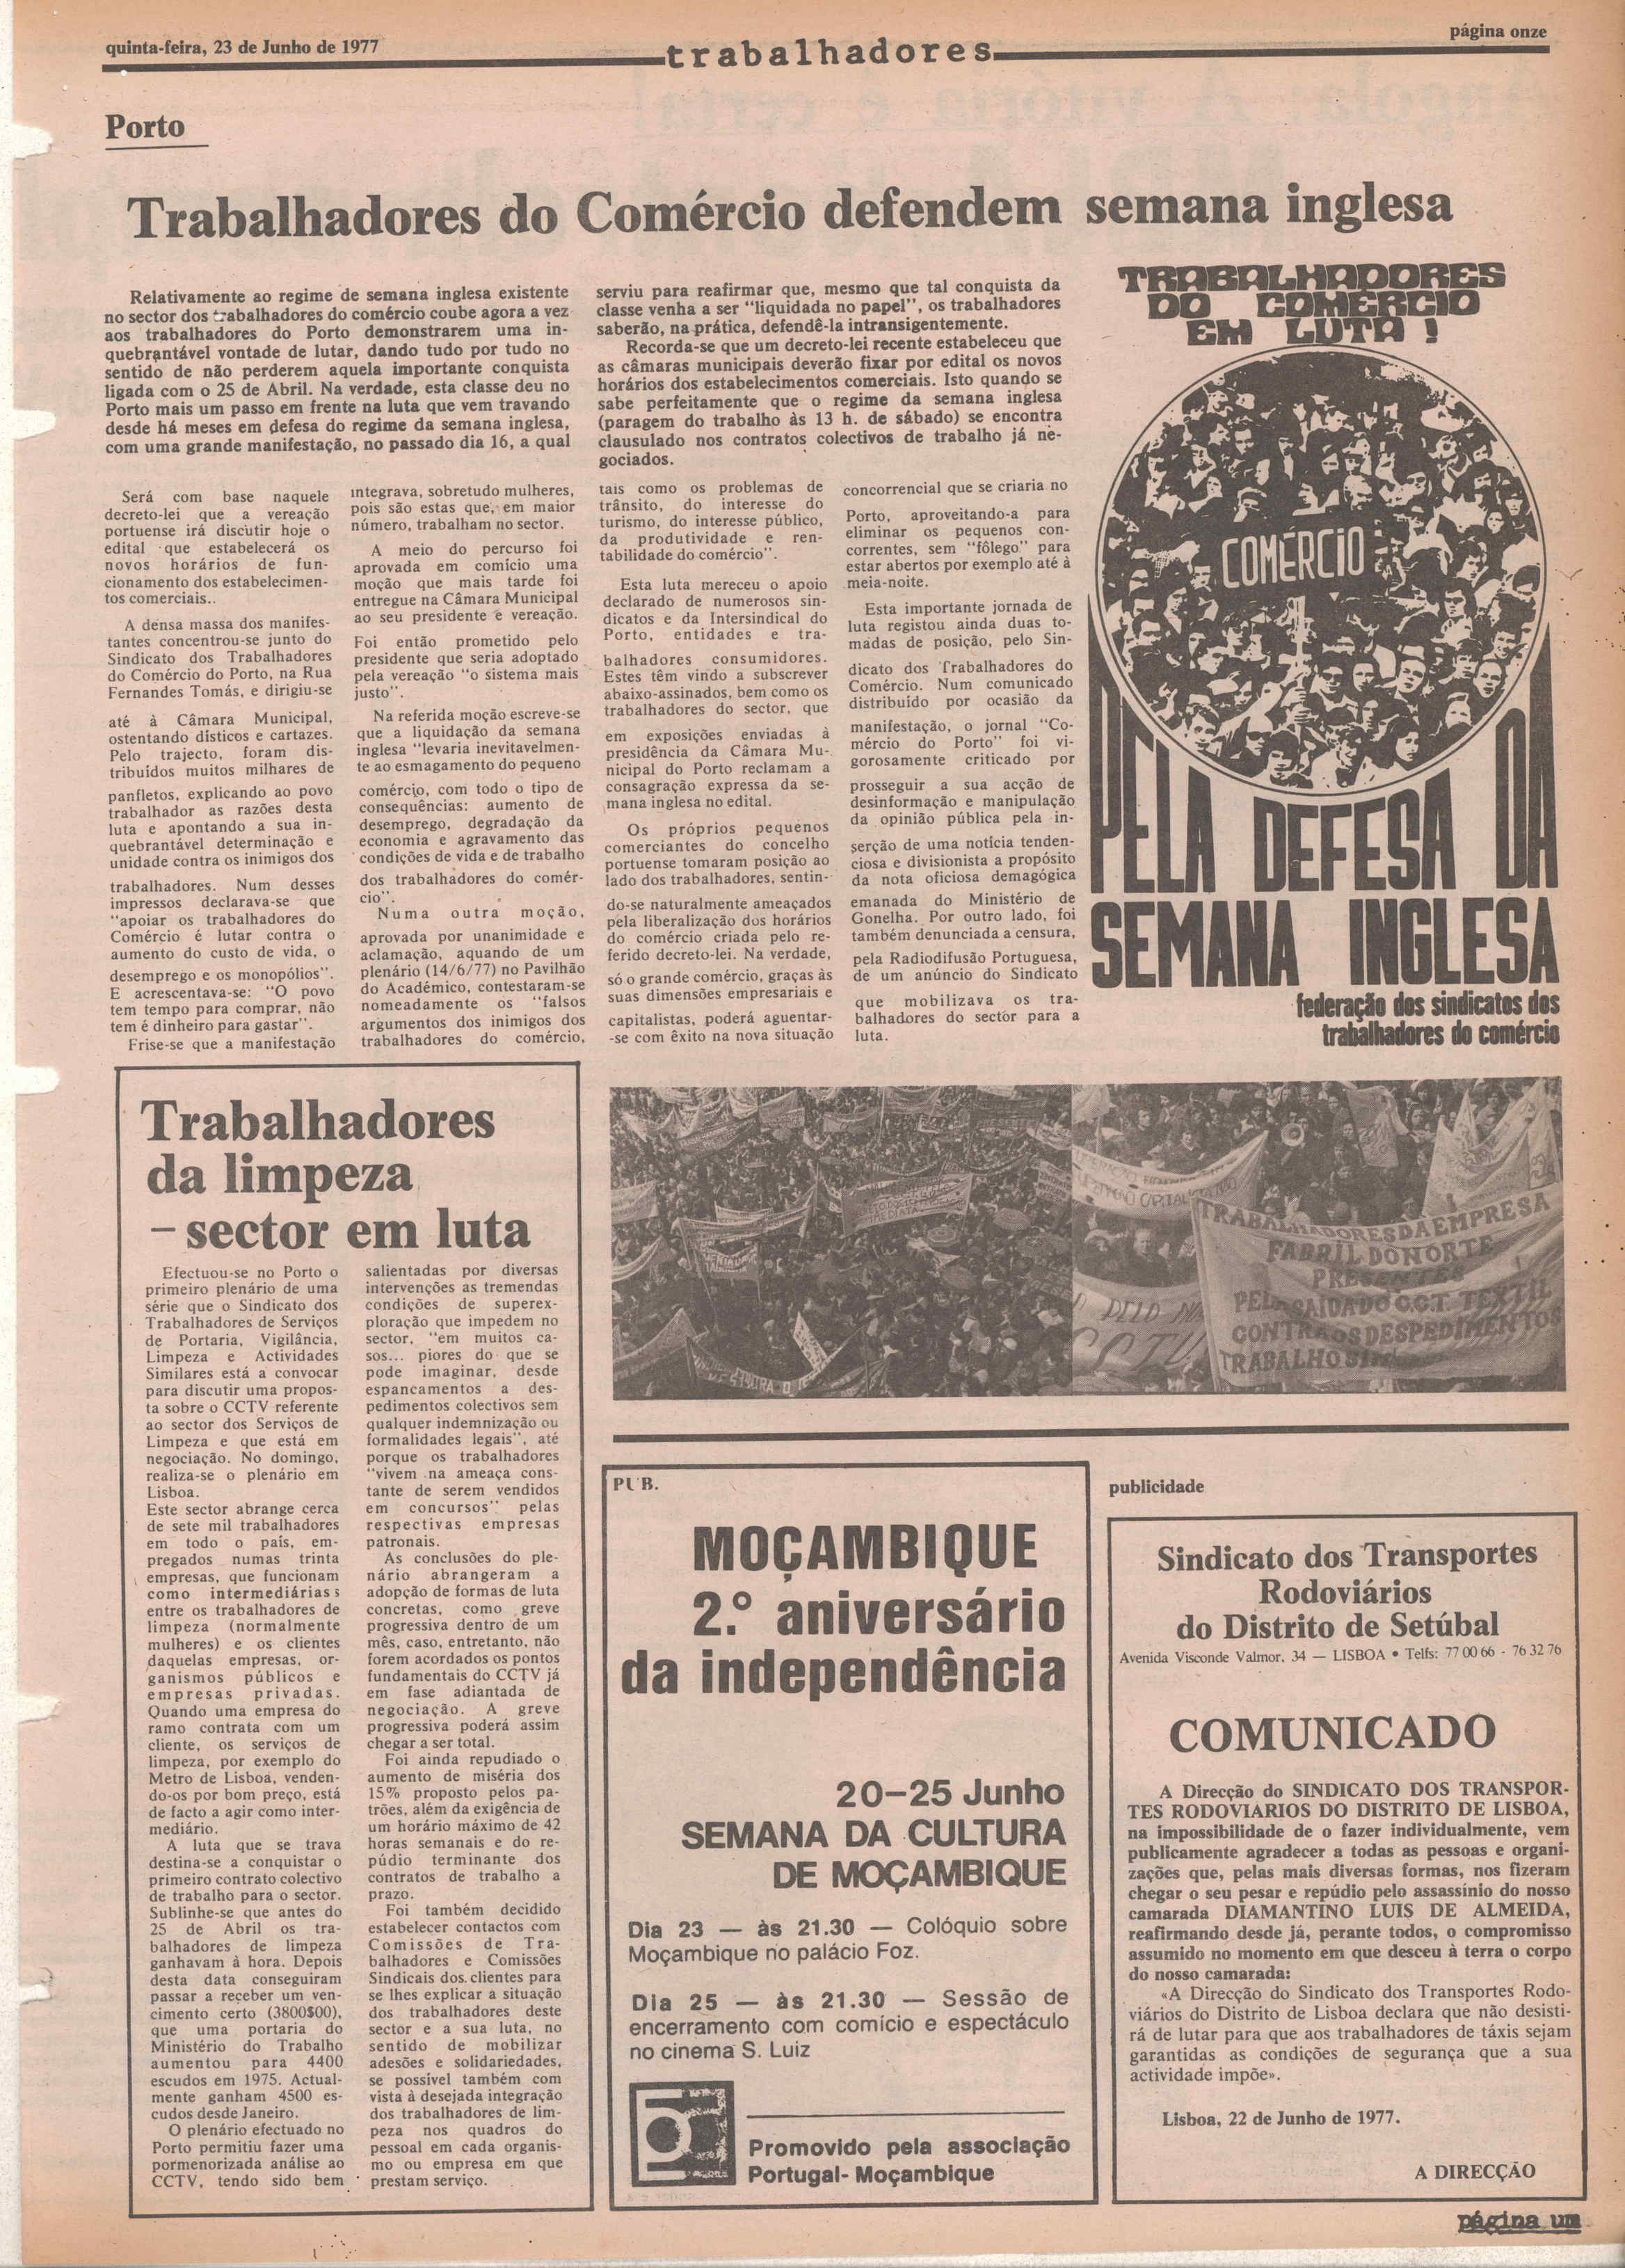 quinta-feira, 23 de Junho de 1977
trabalhadores
página onze
Porto
Trabalhadores do Comércio defendem semana inglesa
Relativamente ao regime de semana inglesa existente
no sector dos trabalhadores do comércio coube agora a vez
aos trabalhadores do Porto demonstrarem uma in-
quebrantável vontade de lutar, dando tudo por tudo no
sentido de não perderem aquela importante conquista
ligada com o 25 de Abril. Na verdade, esta classe deu no
Porto mais um passo em frente na luta que vem travando
desde há meses em defesa do regime da semana inglesa,
com uma grande manifestação, no passado dia 16, a qual
serviu para reafirmar que, mesmo que tal conquista da
classe venha a ser "liquidada no papel", os trabalhadores
saberão, na prática, defendê-la intransigentemente.
Recorda-se que um decreto-lei recente estabeleceu que
as câmaras municipais deverão fixar por edital os novos
horários dos estabelecimentos comerciais. Isto quando se
sabe perfeitamente que o regime da semana inglesa
(paragem do trabalho às 13 h. de sábado) se encontra
clausulado nos contratos colectivos de trabalho já ne-
gociados.
Será com base naquele
decreto-lei que a vereação
portuense irá discutir hoje o
edital que estabelecerá os
novos horários de fun-
cionamento dos estabelecimen-
tos comerciais..
A densa massa dos manifes-
tantes concentrou-se junto do
Sindicato dos Trabalhadores
do Comércio do Porto, na Rua
Fernandes Tomás, e dirigiu-se
até à Câmara Municipal,
ostentando dísticos e cartazes.
Pelo trajecto, foram dis-
tribuídos muitos milhares de
panfletos, explicando ao povo
trabalhador as razões desta
luta e apontando a sua in-
quebrantável determinação e
unidade contra os inimigos dos
trabalhadores. Num desses
impressos declarava-se que
"apoiar os trabalhadores do
Comércio é lutar contra o
aumento do custo de vida, o
desemprego e os monopólios".
E acrescentava-se: "O povo
tem tempo para comprar, não
tem é dinheiro para gastar".
Frise-se que a manifestação
integrava, sobretudo mulheres,
pois são estas que, em maior
número, trabalham no sector.
A meio do percurso foi
aprovada em comício uma
moção que mais tarde foi
entregue na Câmara Municipal
ao seu presidente e vereação.
Foi então prometido pelo
presidente que seria adoptado
pela vereação "o sistema mais
justo".
Na referida moção escreve-se
que a liquidação da semana
inglesa "levaria inevitavelmen-
te ao esmagamento do pequeno
comércio, com todo o tipo de
consequências: aumento de
desemprego, degradação da
economia e agravamento das
condições de vida e de trabalho
dos trabalhadores do comér-
cio".
Numa outra moção,
aprovada por unanimidade e
aclamação, aquando de um
plenário (14/6/77) no Pavilhão
do Académico, contestaram-se
nomeadamente os "falsos
argumentos dos inimigos dos
trabalhadores do comércio,
tais como os problemas de
trânsito, do interesse do
turismo, do interesse público,
da produtividade e ren-
tabilidade do comércio".
Esta luta mereceu o apoio
declarado de numerosos sin-
dicatos e da Intersindical do
Porto, entidades e tra-
balhadores consumidores.
Estes têm vindo a subscrever
abaixo-assinados, bem como os
trabalhadores do sector, que
em exposições enviadas à
presidência da Câmara Mu-
nicipal do Porto reclamam a
consagração expressa da se-
mana inglesa no edital.
Os próprios pequenos
comerciantes do concelho
portuense tomaram posição ao
lado dos trabalhadores, sentin-
do-se naturalmente ameaçados
pela liberalização dos horários
do comércio criada pelo re-
ferido decreto-lei. Na verdade,
só o grande comércio, graças às
suas dimensões empresariais e
capitalistas, poderá aguentar-
-se com êxito na nova situação
concorrencial que se criaria no
Porto, aproveitando-a para
eliminar os pequenos con-
correntes, sem "fôlego" para
estar abertos por exemplo até à
meia-noite.
Esta importante jornada de
luta registou ainda duas to-
madas de posição, pelo Sin-
dicato dos Trabalhadores do
Comércio. Num comunicado
distribuído por ocasião da
manifestação, o jornal "Co-
mércio do Porto" foi vi-
gorosamente criticado por
prosseguir a sua acção de
desinformação e manipulação
da opinião pública pela in-
serção de uma notícia tenden-
ciosa e divisionista a propósito
da nota oficiosa demagógica
emanada do Ministério de
Gonelha. Por outro lado, foi
também denunciada a censura,
pela Radiodifusão Portuguesa,
de um anúncio do Sindicato
que mobilizava os tra-
balhadores do sector para a
luta.
TRABALHADORES
DO COMÉRCIO
EM LUTA !
COMÉRCIO
PELA DEFESA DA
SEMANA INGLESA
federação dos sindicatos dos
trabalhadores do comércio
TRABALHADORES DA EMPRESA
FABRIL DO NORTE
PRESENTES
PELA SAIDA DO C.C.T. TEXTIL
CONTRA OS DESPEDIMENTOS
Trabalhadores
da limpeza
– sector em luta
Efectuou-se no Porto o
primeiro plenário de uma
série que o Sindicato dos
Trabalhadores de Serviços
de Portaria, Vigilância,
Limpeza e Actividades
Similares está a convocar
para discutir uma propos-
ta sobre o CCTV referente
ao sector dos Serviços de
Limpeza e que está em
negociação. No domingo,
realiza-se o plenário em
Lisboa.
Este sector abrange cerca
de sete mil trabalhadores
em todo o país, em-
pregados numas trinta
empresas, que funcionam
como intermediárias s
entre os trabalhadores de
limpeza (normalmente
mulheres) e os clientes
daquelas empresas, or-
ganismos públicos e
empresas privadas.
Quando uma empresa do
ramo contrata com um
cliente, os serviços de
limpeza, por exemplo do
Metro de Lisboa, venden-
do-os por bom preço, está
de facto a agir como inter-
mediário.
A luta que se trava
destina-se a conquistar o
primeiro contrato colectivo
de trabalho para o sector.
Sublinhe-se que antes do
25 de Abril os tra-
balhadores de limpeza
ganhavam à hora. Depois
desta data conseguiram
passar a receber um ven-
cimento certo (3800$00),
que uma portaria do
Ministério do Trabalho
aumentou para 4400
escudos em 1975. Actual-
mente ganham 4500 es-
cudos desde Janeiro.
O plenário efectuado no
Porto permitiu fazer uma
pormenorizada análise ao
CCTV, tendo sido bem
salientadas por diversas
intervenções as tremendas
condições de superex-
ploração que impedem no
sector, "em muitos ca-
sos... piores do que se
pode imaginar, desde
espancamentos a des-
pedimentos colectivos sem
qualquer indemnização ou
formalidades legais", até
porque os trabalhadores
"vivem na ameaça cons-
tante de serem vendidos
em concursos" pelas
respectivas empresas
patronais.
As conclusões do ple-
nário abrangeram a
adopção de formas de luta
concretas, como greve
progressiva dentro de um
mês, caso, entretanto, não
forem acordados os pontos
fundamentais do CCTV já
em fase adiantada de
negociação. A greve
progressiva poderá assim
chegar a ser total.
Foi ainda repudiado o
aumento de miséria dos
15% proposto pelos pa-
trões, além da exigência de
um horário máximo de 42
horas semanais e do re-
púdio terminante dos
contratos de trabalho a
prazo.
Foi também decidido
estabelecer contactos com
Comissões de Tra-
balhadores e Comissões
Sindicais dos clientes para
se lhes explicar a situação
dos trabalhadores deste
sector e a sua luta, no
sentido de mobilizar
adesões e solidariedades,
se possível também com
vista à desejada integração
dos trabalhadores de lim-
peza nos quadros do
pessoal em cada organis-
mo ou empresa em que
prestam serviço.
PUB.
MOÇAMBIQUE
2.º aniversário
da independência
20–25 Junho
SEMANA DA CULTURA
DE MOÇAMBIQUE
Dia 23 — às 21.30 — Colóquio sobre
Moçambique no palácio Foz.
Dia 25 — às 21.30 — Sessão de
encerramento com comício e espectáculo
no cinema S. Luiz
Promovido pela associação
Portugal-Moçambique
publicidade
Sindicato dos Transportes
Rodoviários
do Distrito de Setúbal
Avenida Visconde Valmor, 34 — LISBOA • Telfs: 77 00 66 - 76 32 76
COMUNICADO
A Direcção do SINDICATO DOS TRANSPOR-
TES RODOVIARIOS DO DISTRITO DE LISBOA,
na impossibilidade de o fazer individualmente, vem
publicamente agradecer a todas as pessoas e organi-
zações que, pelas mais diversas formas, nos fizeram
chegar o seu pesar e repúdio pelo assassínio do nosso
camarada DIAMANTINO LUIS DE ALMEIDA,
reafirmando desde já, perante todos, o compromisso
assumido no momento em que desceu à terra o corpo
do nosso camarada:
«A Direcção do Sindicato dos Transportes Rodo-
viários do Distrito de Lisboa declara que não desisti-
rá de lutar para que aos trabalhadores de táxis sejam
garantidas as condições de segurança que a sua
actividade impõe».
Lisboa, 22 de Junho de 1977.
A DIRECÇÃO
página um